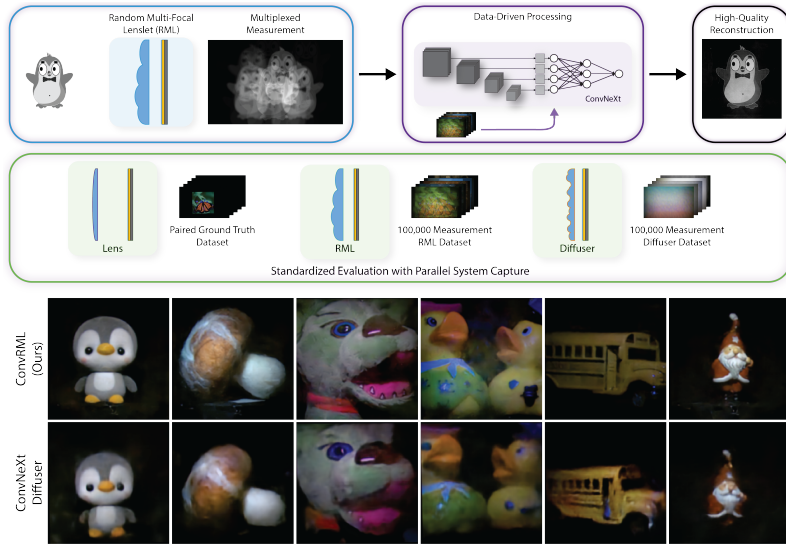 Random Multi-Focal
Lenslet (RML)
Multiplexed
Measurement
Data-Driven Processing
ConvNeXt
High-Quality
Reconstruction
Lens
Paired Ground Truth
Dataset
RML
100,000 Measurement
RML Dataset
Diffuser
100,000 Measurement
Diffuser Dataset
Standardized Evaluation with Parallel System Capture
ConvRML
(Ours)
ConvNeXt
Diffuser